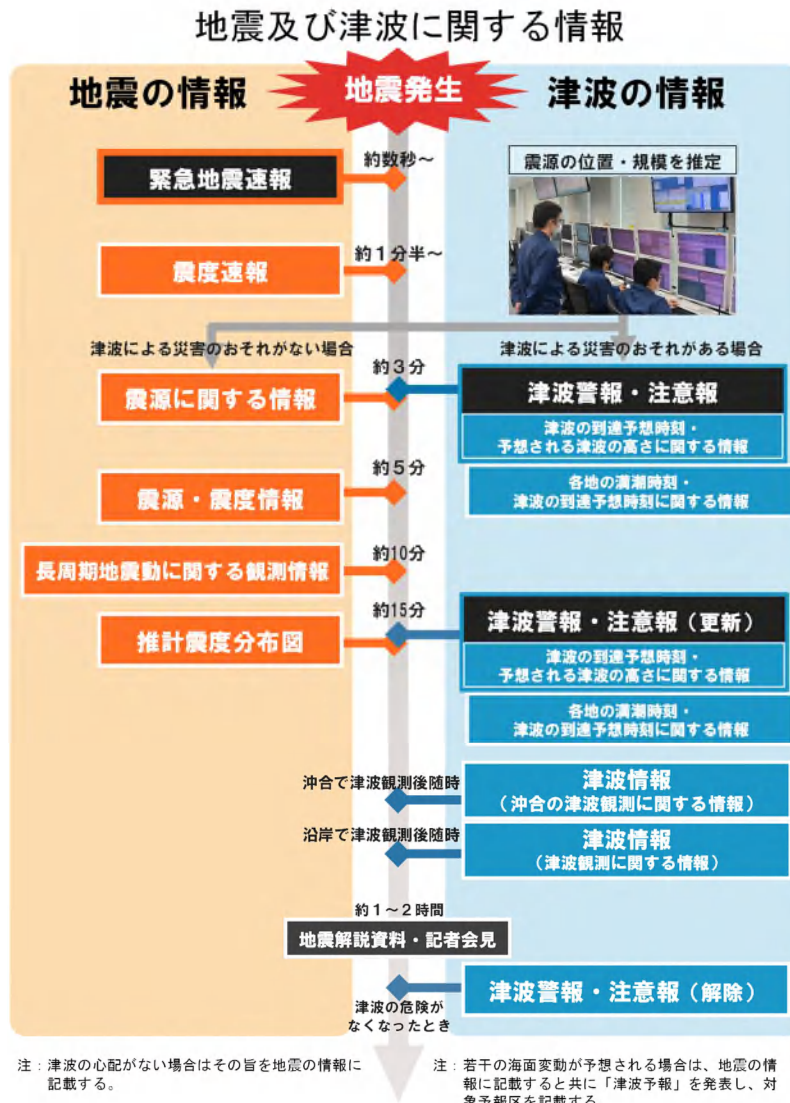 地震及び津波に関する情報
地震の情報
地震発生
津波の情報
約数秒～
緊急地震速報
震源の位置・規模を推定
約１分半～
震度速報
津波による災害のおそれがない場合
津波による災害のおそれがある場合
約３分
震源に関する情報
津波警報・注意報
津波の到達予想時刻・
予想される津波の高さに関する情報
約５分
震源・震度情報
各地の満潮時刻・
津波の到達予想時刻に関する情報
約10分
長周期地震動に関する観測情報
約15分
推計震度分布図
津波警報・注意報（更新）
津波の到達予想時刻・
予想される津波の高さに関する情報
各地の満潮時刻・
津波の到達予想時刻に関する情報
沖合で津波観測後随時
津波情報
（沖合の津波観測に関する情報）
沿岸で津波観測後随時
津波情報
（津波観測に関する情報）
約１～２時間
地震解説資料・記者会見
津波警報・注意報（解除）
津波の危険が
なくなったとき
注：津波の心配がない場合はその旨を地震の情報に
記載する。
注：若干の海面変動が予想される場合は、地震の情
報に記載すると共に「津波予報」を発表し、対
象予報区を記載する